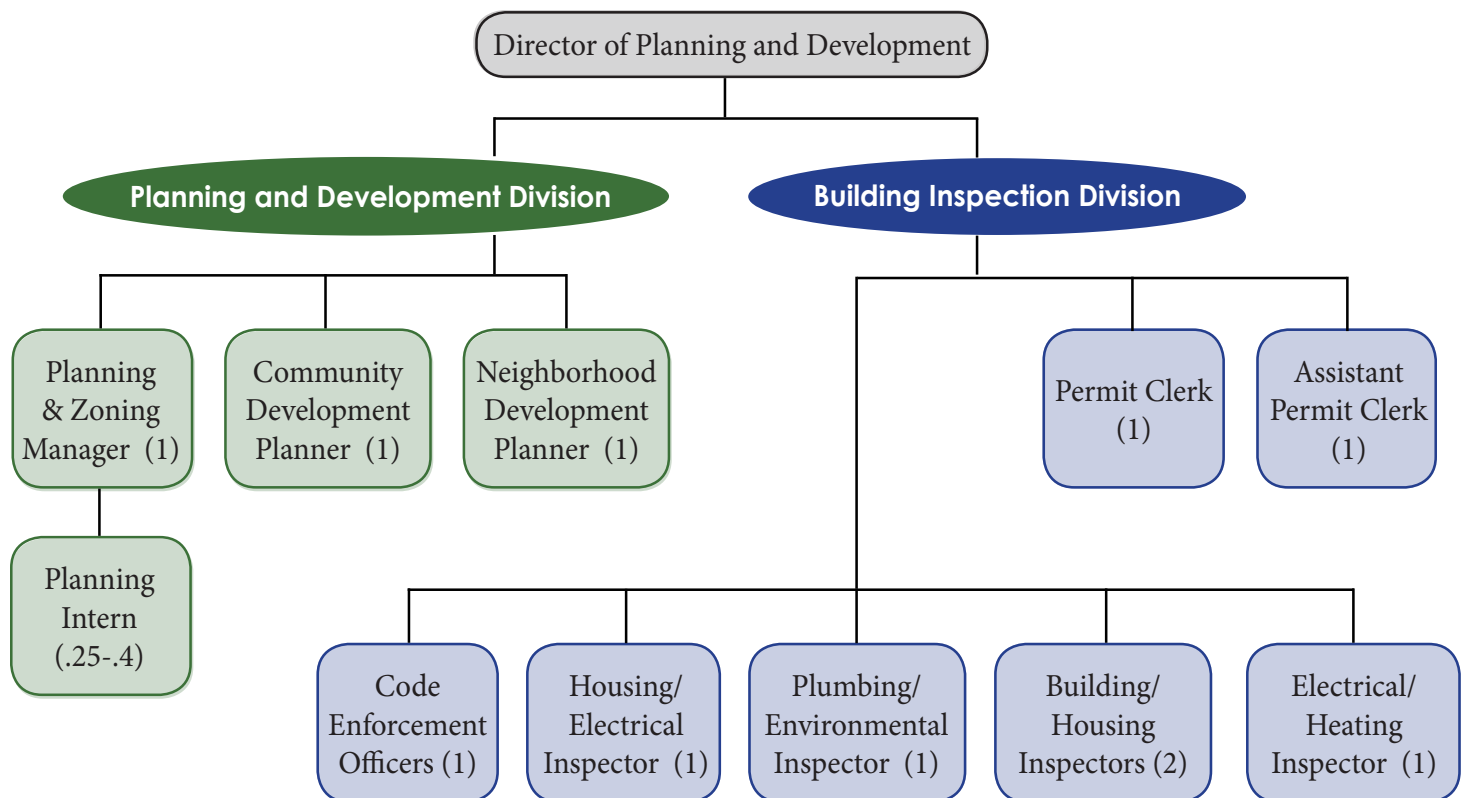 Director of Planning and Development
Planning and Development Division
Building Inspection Division
Planning
& Zoning
Manager (1)
Community
Development
Planner (1)
Neighborhood
Development
Planner (1)
Permit Clerk
(1)
Assistant
Permit Clerk
(1)
Planning
Intern
(.25-.4)
Code
Enforcement
Officers (1)
Housing/
Electrical
Inspector (1)
Plumbing/
Environmental
Inspector (1)
Building/
Housing
Inspectors (2)
Electrical/
Heating
Inspector (1)